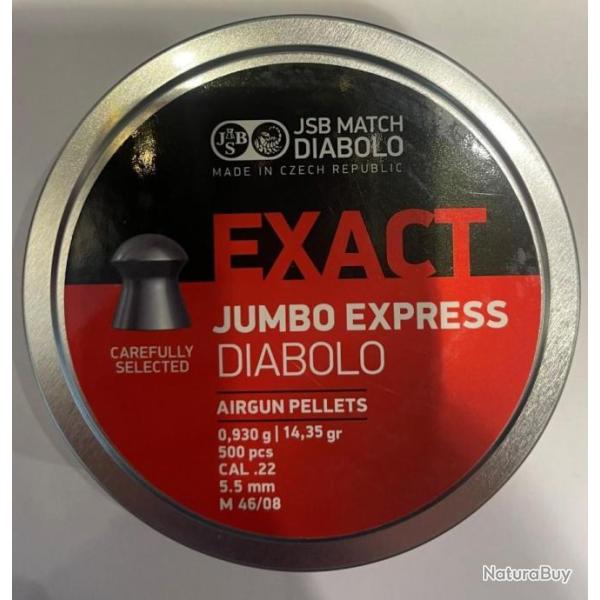 JSB
JSB MATCH
DIABOLO
MADE IN CZECH REPUBLIC
EXACT
JUMBO EXPRESS
DIABOLO
CAREFULLY
SELECTED
AIRGUN PELLETS
0,930 g | 14,35 gr
500 pcs
CAL .22
5.5 mm
M 46/08
NaturaBuy